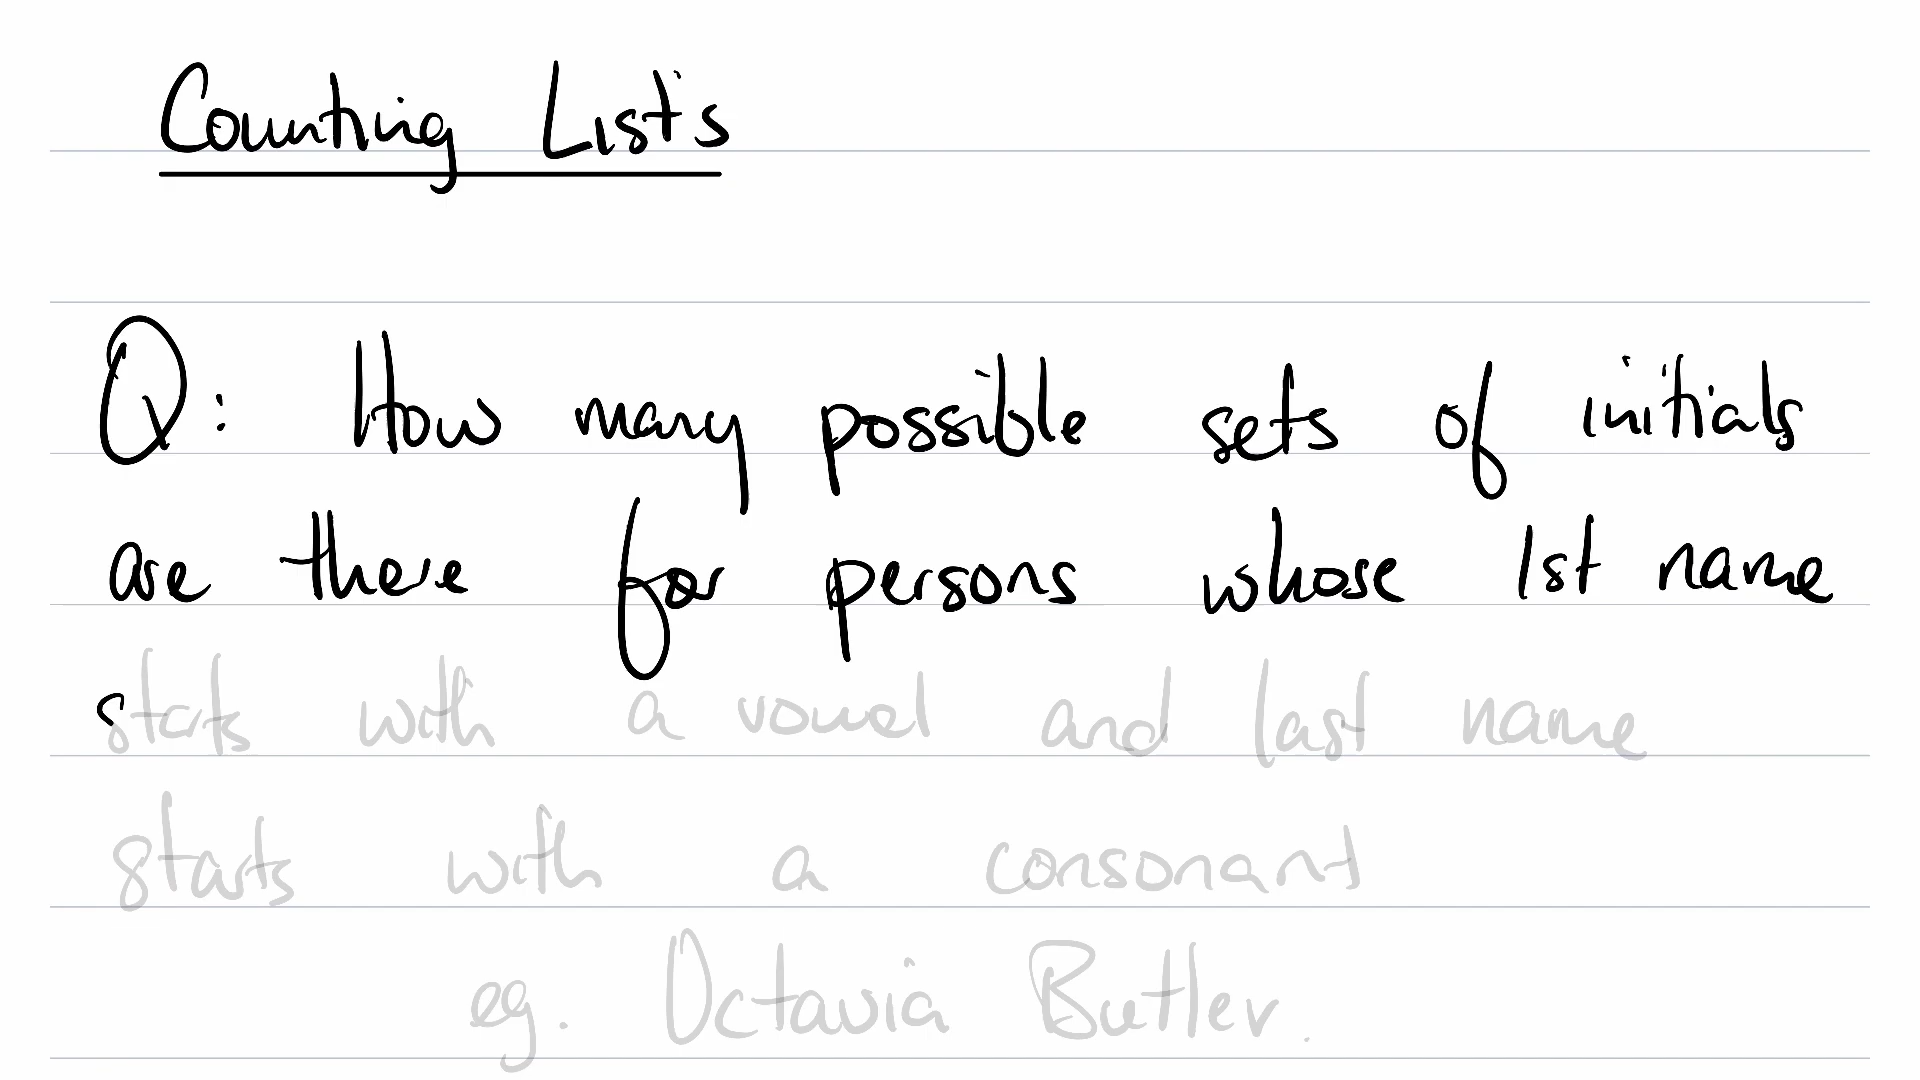 Counting Lists
Q: How many possible sets of initials
are there for persons whose 1st name
starts with a vowel and last name
starts with a consonant
eg. Octavia Butler.